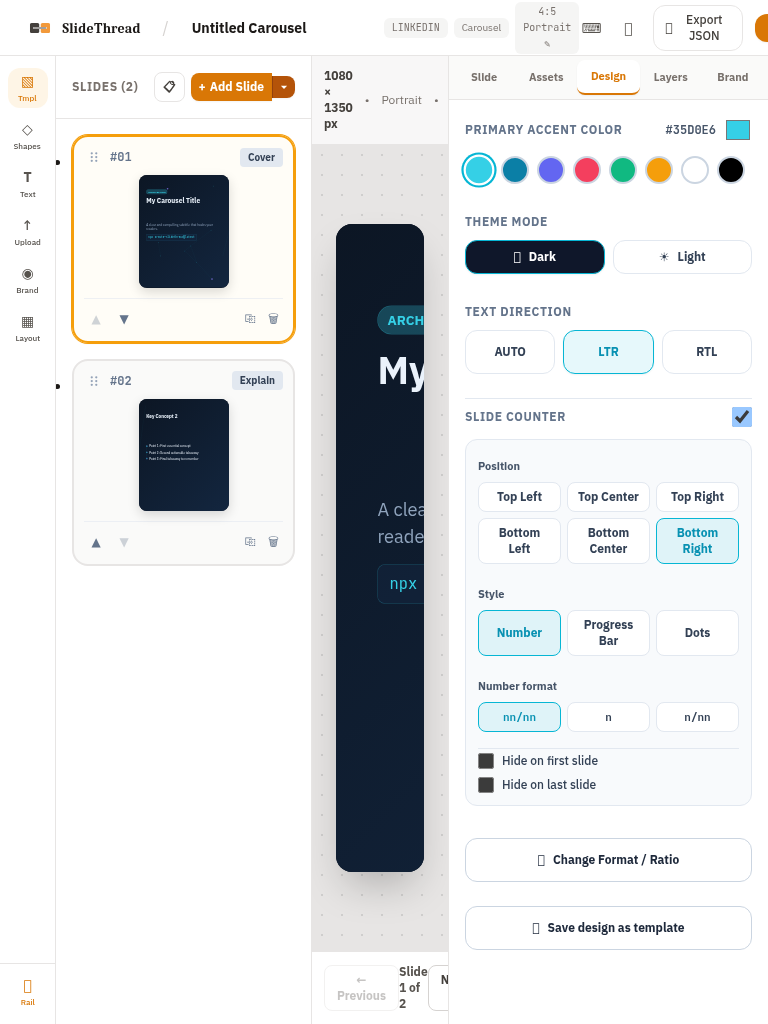 SlideThread
/
Untitled Carousel
LINKEDIN
Carousel
4:5
Portrait
✎
Export
JSON
Tmpl
Shapes
T
Text
Upload
Brand
Layout
Rail
SLIDES (2)
+ Add Slide
#01
Cover
My Carousel Title
#02
Explain
Key Concept 2
1080
×
1350
px
• Portrait •
ARCH
My
A clea
reade
npx
←
Previous
Slide
1 of
2
N
Slide
Assets
Design
Layers
Brand
PRIMARY ACCENT COLOR
#35D0E6
THEME MODE
Dark
Light
TEXT DIRECTION
AUTO
LTR
RTL
SLIDE COUNTER
Position
Top Left
Top Center
Top Right
Bottom
Left
Bottom
Center
Bottom
Right
Style
Number
Progress
Bar
Dots
Number format
nn/nn
n
n/nn
Hide on first slide
Hide on last slide
Change Format / Ratio
Save design as template